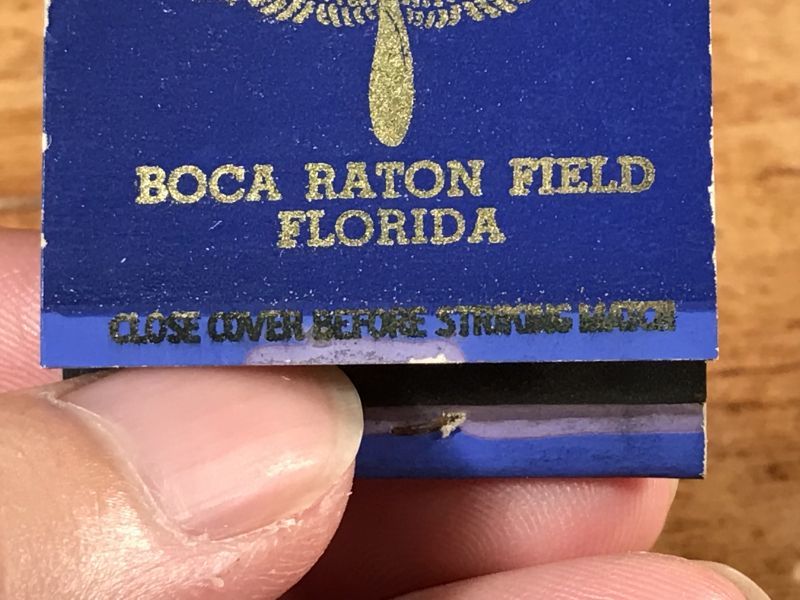 BOCA RATON FIELD
FLORIDA
CLOSE COVER BEFORE STRIKING MATCH